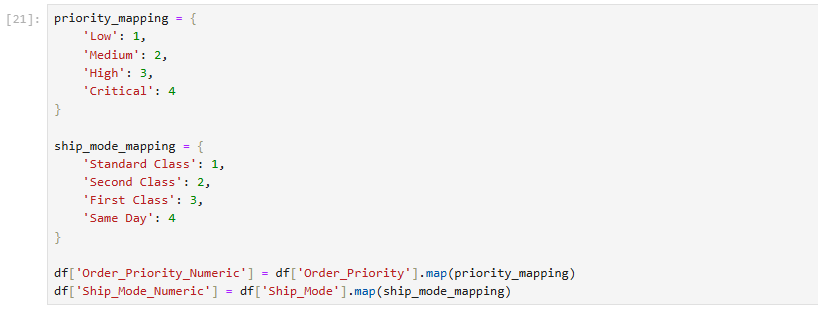 [21]: priority_mapping = {
    'Low': 1,
    'Medium': 2,
    'High': 3,
    'Critical': 4
}

ship_mode_mapping = {
    'Standard Class': 1,
    'Second Class': 2,
    'First Class': 3,
    'Same Day': 4
}

df['Order_Priority_Numeric'] = df['Order_Priority'].map(priority_mapping)
df['Ship_Mode_Numeric'] = df['Ship_Mode'].map(ship_mode_mapping)